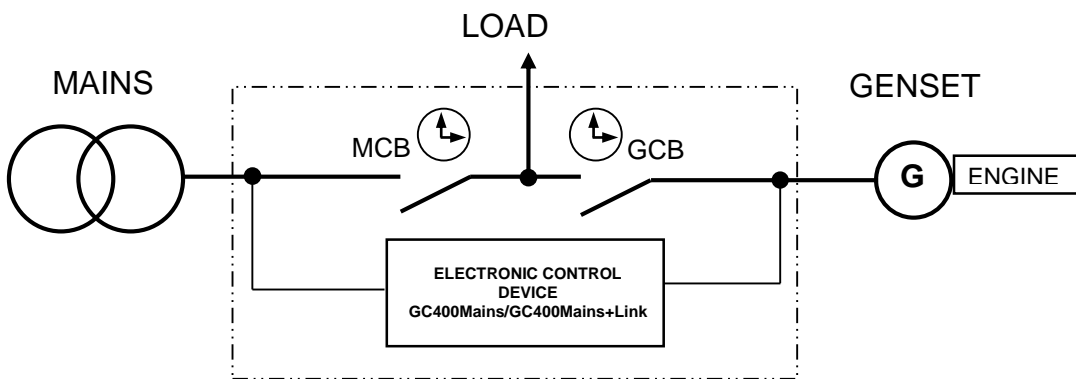 LOAD
MAINS
GENSET
MCB
GCB
G
ENGINE
ELECTRONIC CONTROL
DEVICE
GC400Mains/GC400Mains+Link